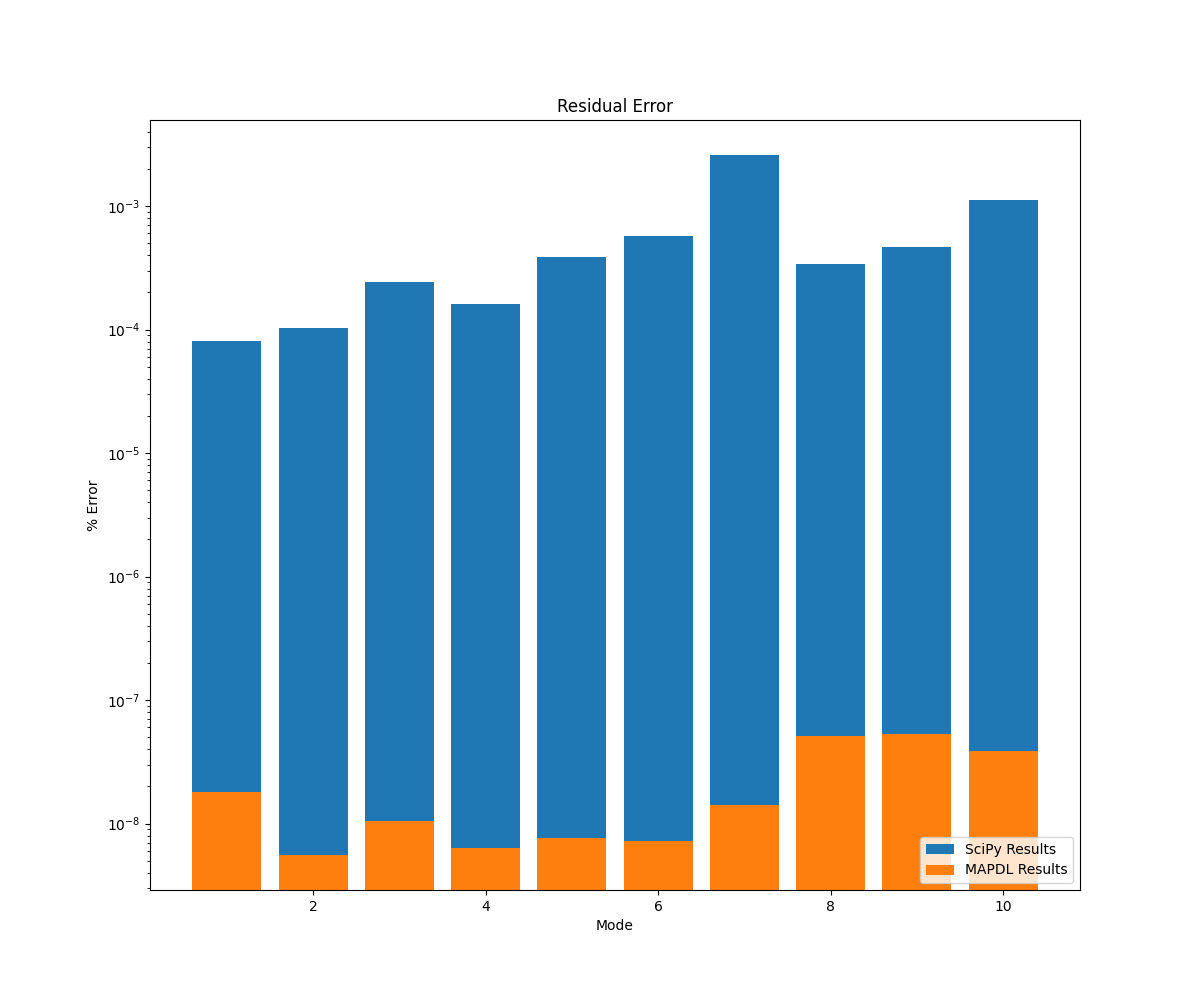 Residual Error
% Error
10⁻³
10⁻⁴
10⁻⁵
10⁻⁶
10⁻⁷
10⁻⁸
SciPy Results
MAPDL Results
2 4 6 8 10
Mode